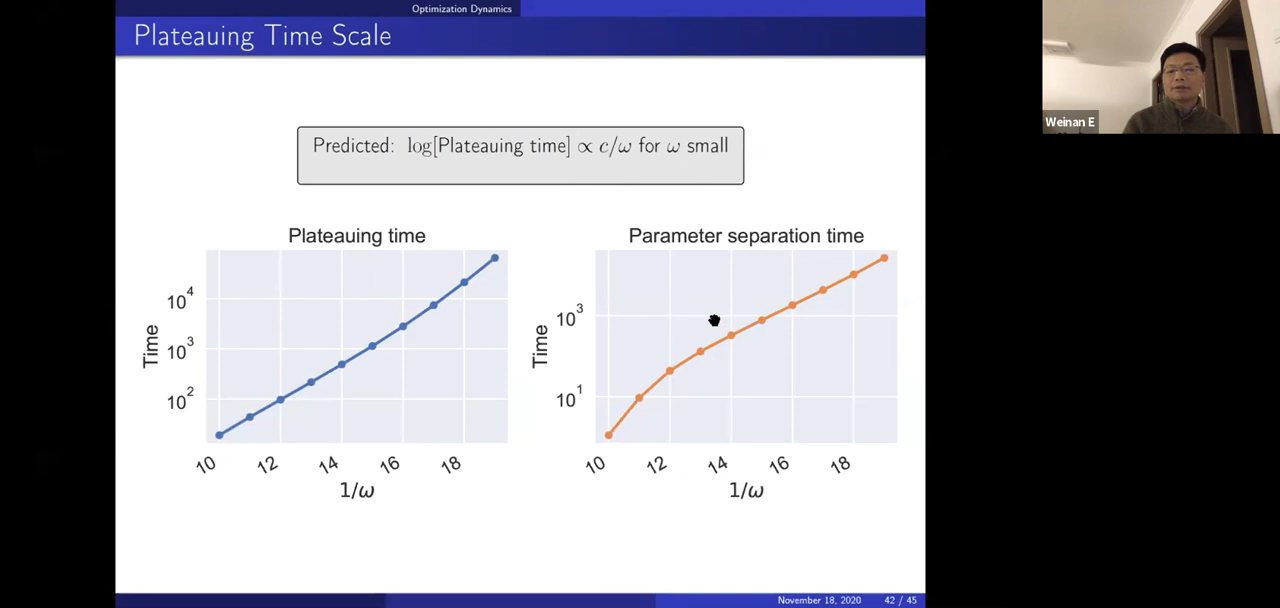 Optimization Dynamics
Plateauing Time Scale
Weinan E
Predicted: log[Plateauing time] ∝ c/ω for ω small
Plateauing time
Time
10^4
10^3
10^2
10
12
14
16
18
1/ω
Parameter separation time
Time
10^3
10^1
10
12
14
16
18
1/ω
November 18, 2020
42 / 45